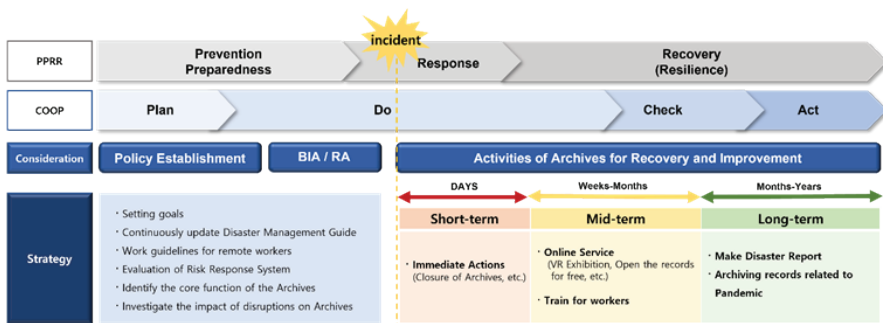 incident
PPRR
Prevention
Preparedness
Response
Recovery
(Resilience)
COOP
Plan
Do
Check
Act
Consideration
Policy Establishment
BIA / RA
Activities of Archives for Recovery and Improvement
DAYS
Weeks-Months
Months-Years
Short-term
Mid-term
Long-term
Strategy
· Setting goals
· Continuously update Disaster Management Guide
· Work guidelines for remote workers
· Evaluation of Risk Response System
· Identify the core function of the Archives
· Investigate the impact of disruptions on Archives
· Immediate Actions
(Closure of Archives, etc.)
· Online Service
(VR Exhibition, Open the records
for free, etc.)
· Train for workers
· Make Disaster Report
· Archiving records related to
Pandemic